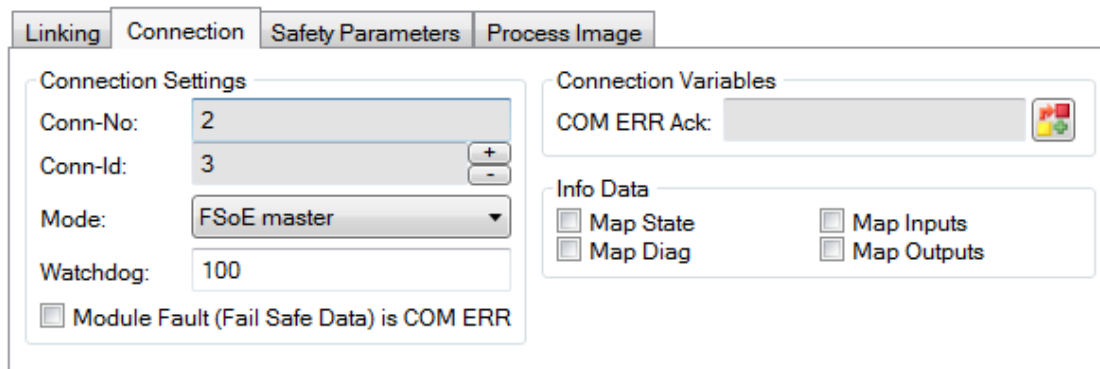 Linking Connection Safety Parameters Process Image
Connection Settings
Conn-No: 2
Conn-Id: 3 + -
Mode: FSoE master
Watchdog: 100
Module Fault (Fail Safe Data) is COM ERR
Connection Variables
COM ERR Ack:
Info Data
Map State Map Inputs
Map Diag Map Outputs